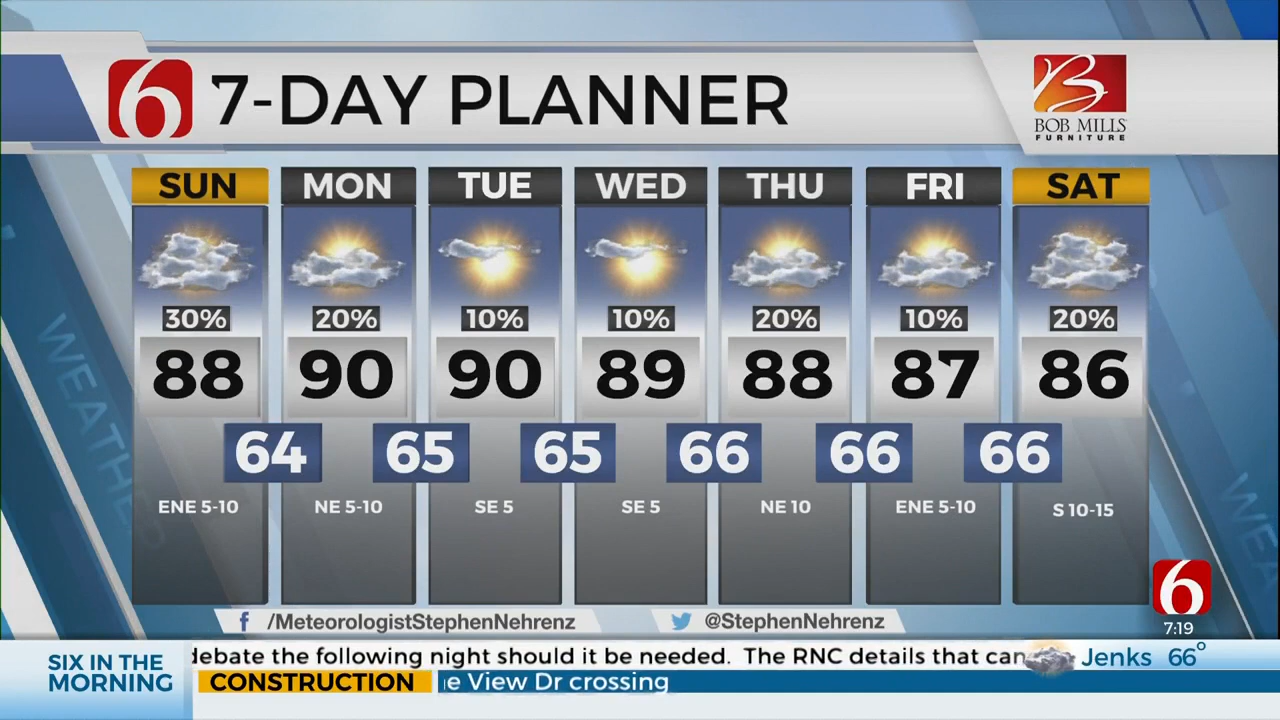 6 7-DAY PLANNER
B
BOB MILLS
FURNITURE
SUN MON TUE WED THU FRI SAT
30% 20% 10% 10% 20% 10% 20%
88 90 90 89 88 87 86
64 65 65 66 66 66
ENE 5-10 NE 5-10 SE 5 SE 5 NE 10 ENE 5-10 S 10-15
WEATHER
WE
6
7:19
f /MeteorologistStephenNehrenz @StephenNehrenz
SIX IN THE
MORNING
debate the following night should it be needed. The RNC details that can
Jenks 66°
CONSTRUCTION
e View Dr crossing